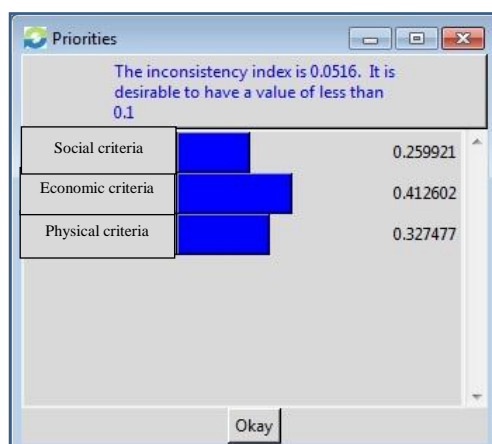 Priorities
The inconsistency index is 0.0516. It is
desirable to have a value of less than
0.1
Social criteria 0.259921
Economic criteria 0.412602
Physical criteria 0.327477
Okay